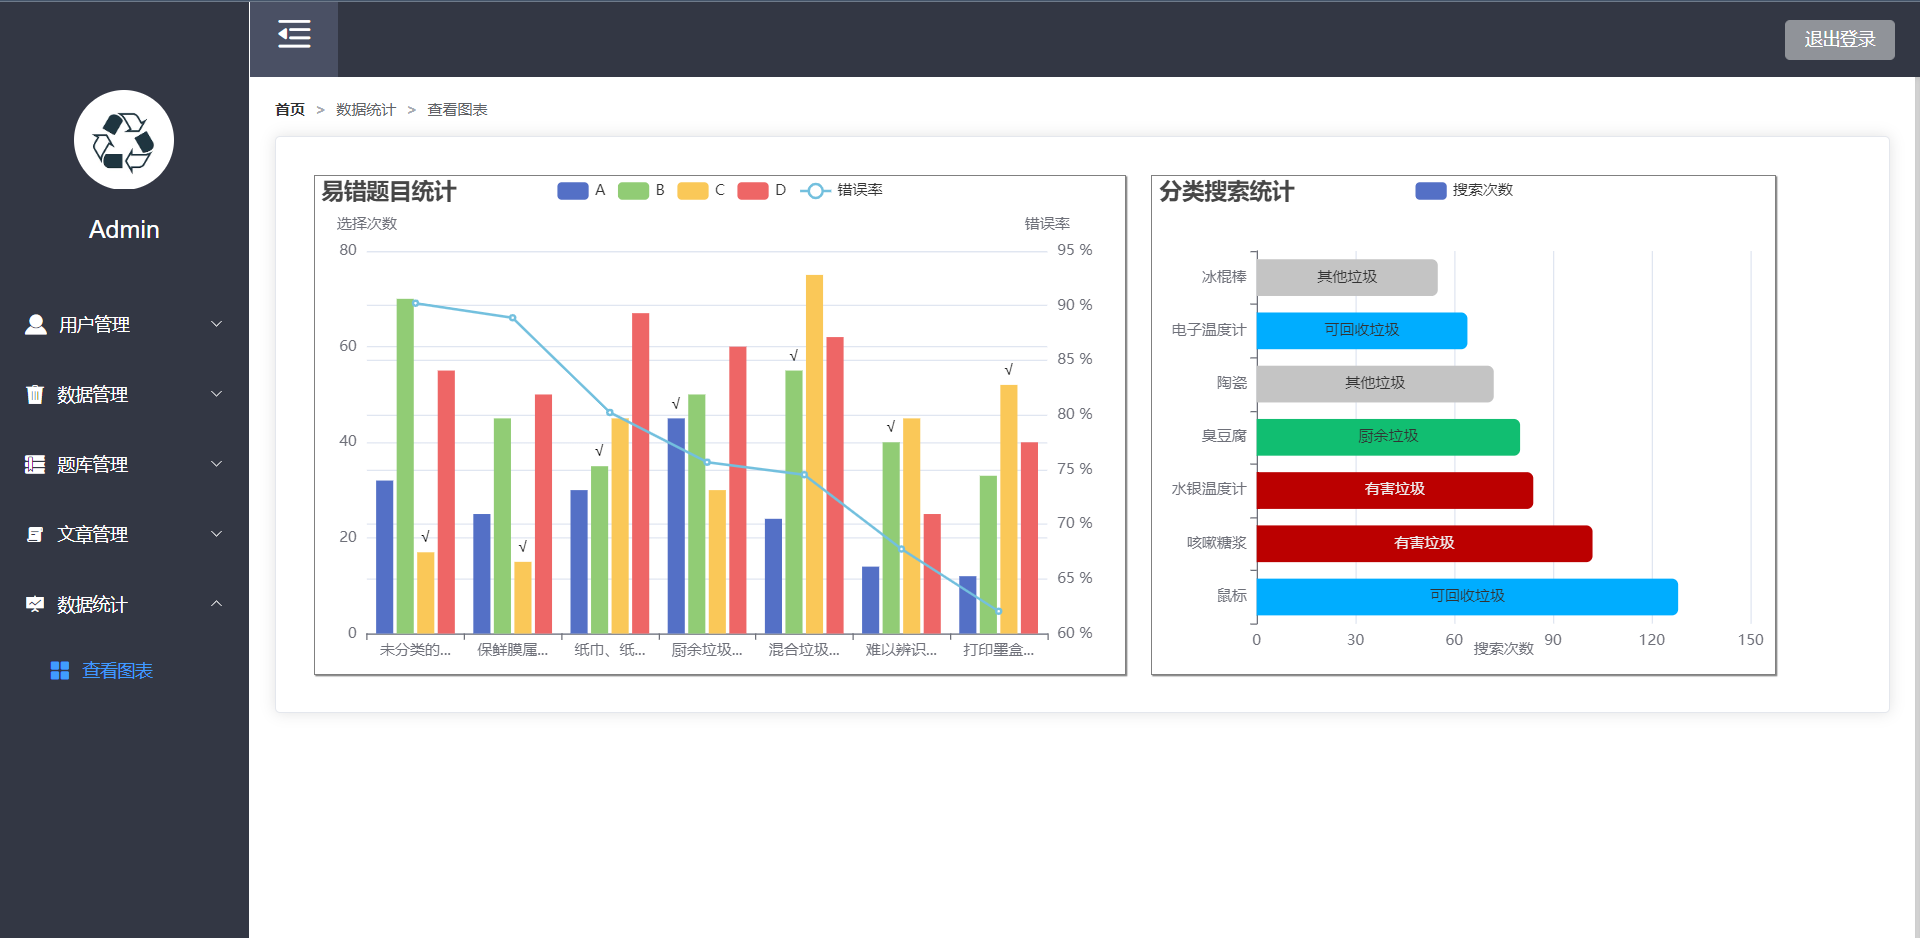 退出登录
Admin
用户管理
数据管理
题库管理
文章管理
数据统计
查看图表
首页 > 数据统计 > 查看图表
易错题目统计
A B C D 错误率
选择次数
错误率
80
60
40
20
0
95 %
90 %
85 %
80 %
75 %
70 %
65 %
60 %
√
√
√
√
√
√
√
未分类的... 保鲜膜属... 纸巾、纸... 厨余垃圾... 混合垃圾... 难以辨识... 打印墨盒...
分类搜索统计
搜索次数
冰棍棒 其他垃圾
电子温度计 可回收垃圾
陶瓷 其他垃圾
臭豆腐 厨余垃圾
水银温度计 有害垃圾
咳嗽糖浆 有害垃圾
鼠标 可回收垃圾
0 30 60 90 120 150
搜索次数